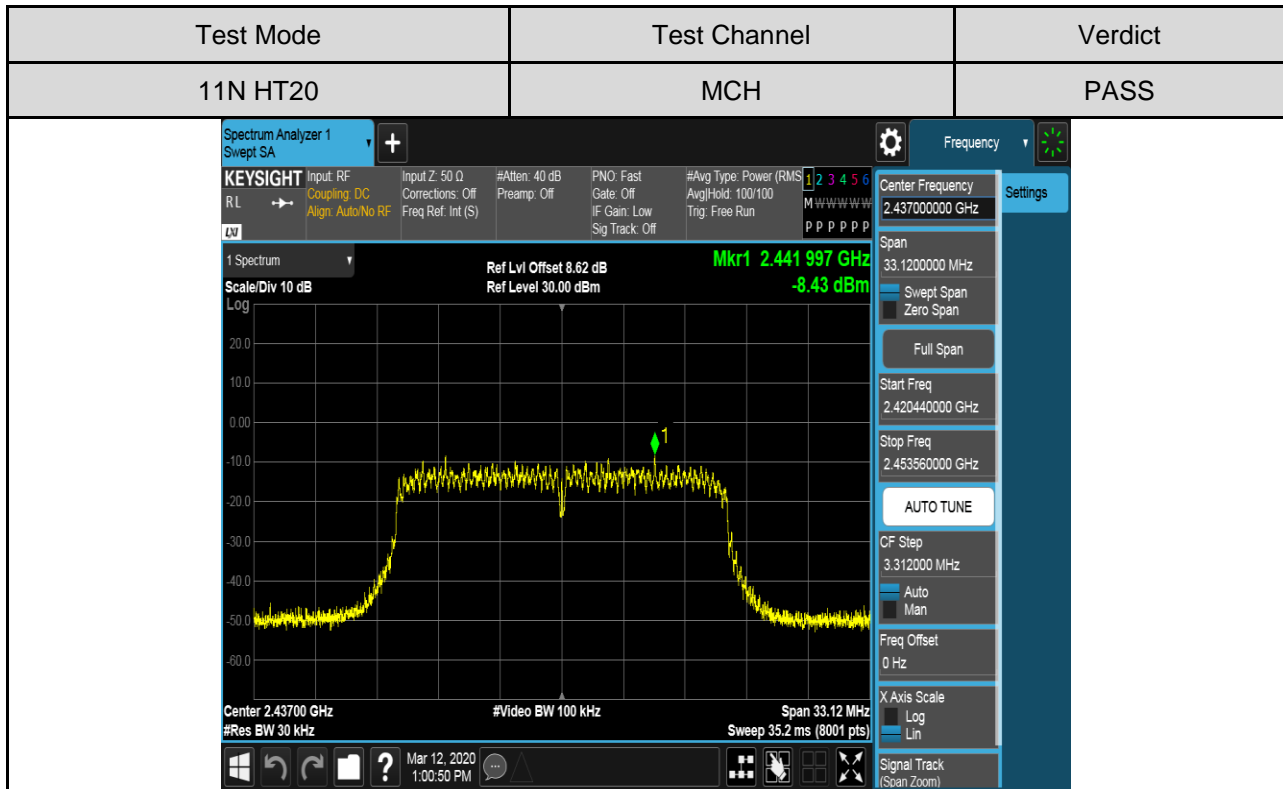 Test Mode Test Channel Verdict
11N HT20 MCH PASS
Spectrum Analyzer 1
Swept SA
+
Frequency
KEYSIGHT
RL
LXI
Input: RF
Coupling: DC
Align: Auto/No RF
Input Z: 50 Ω
Corrections: Off
Freq Ref: Int (S)
#Atten: 40 dB
Preamp: Off
PNO: Fast
Gate: Off
IF Gain: Low
Sig Track: Off
#Avg Type: Power (RMS
Avg|Hold: 100/100
Trig: Free Run
1 2 3 4 5 6
M W W W W W
P P P P P P
1 Spectrum
Scale/Div 10 dB
Ref Lvl Offset 8.62 dB
Ref Level 30.00 dBm
Mkr1 2.441 997 GHz
-8.43 dBm
Log
20.0
10.0
0.00
-10.0
-20.0
-30.0
-40.0
-50.0
-60.0
1
Center 2.43700 GHz
#Res BW 30 kHz
#Video BW 100 kHz
Span 33.12 MHz
Sweep 35.2 ms (8001 pts)
Center Frequency
2.437000000 GHz
Settings
Span
33.1200000 MHz
Swept Span
Zero Span
Full Span
Start Freq
2.420440000 GHz
Stop Freq
2.453560000 GHz
AUTO TUNE
CF Step
3.312000 MHz
Auto
Man
Freq Offset
0 Hz
X Axis Scale
Log
Lin
Signal Track
(Span Zoom)
?
Mar 12, 2020
1:00:50 PM